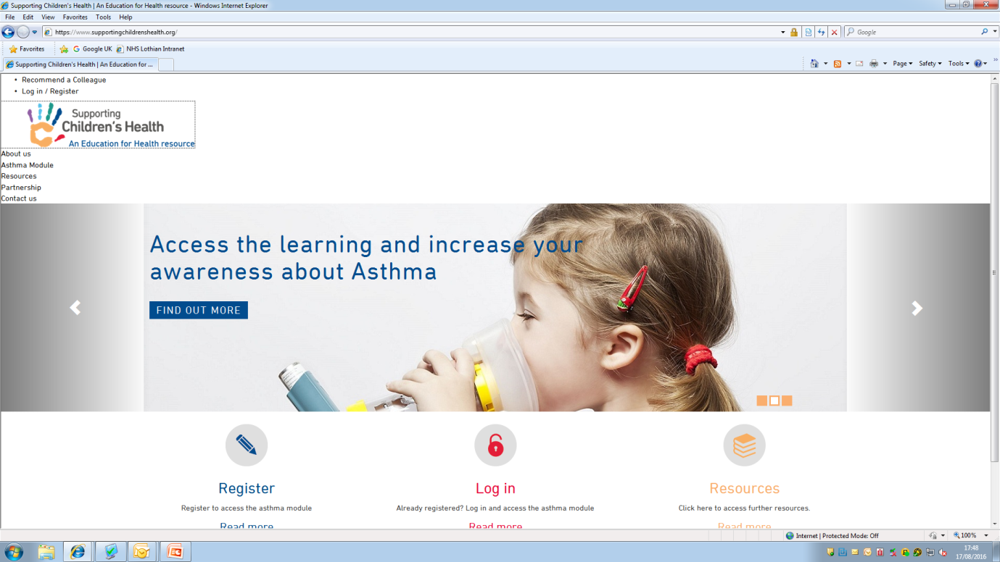 Supporting Children's Health | An Education for Health resource - Windows Internet Explorer
File Edit View Favorites Tools Help
https://www.supportingchildrenshealth.org/
Google
Favorites Google UK NHS Lothian Intranet
Supporting Children's Health | An Education for ...
Page Safety Tools
• Recommend a Colleague
• Log in / Register
Supporting
Children's Health
An Education for Health resource
About us
Asthma Module
Resources
Partnership
Contact us
Access the learning and increase your
awareness about Asthma
FIND OUT MORE
Register Log in Resources
Register to access the asthma module Already registered? Log in and access the asthma module Click here to access further resources.
Read more Read more Read more
Internet | Protected Mode: Off 100%
17:48
17/08/2016